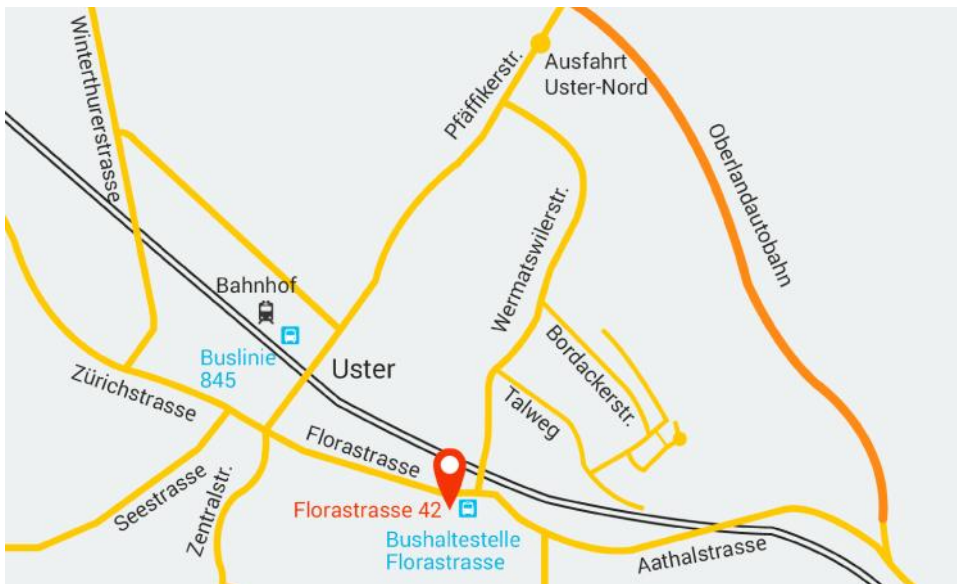 Winterthurerstrasse
Pfäffikerstr.
Ausfahrt
Uster-Nord
Oberlandautobahn
Wermatswilerstr.
Bahnhof
Buslinie
845
Uster
Bordackerstr.
Talweg
Zürichstrasse
Florastrasse
Seestrasse
Zentralstr.
Florastrasse 42
Bushaltestelle
Florastrasse
Aathalstrasse